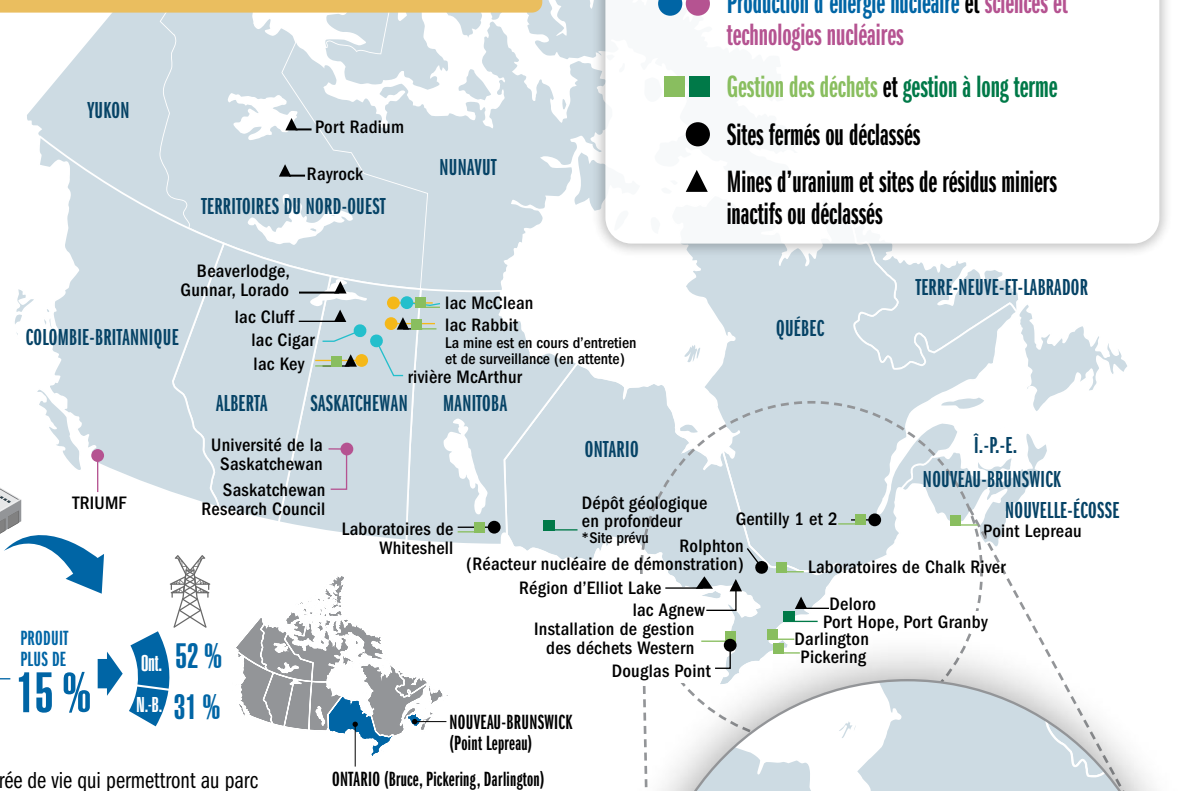 Production d'énergie nucléaire et sciences et
technologies nucléaires
Gestion des déchets et gestion à long terme
Sites fermés ou déclassés
Mines d'uranium et sites de résidus miniers
inactifs ou déclassés
YUKON
Port Radium
Rayrock
NUNAVUT
TERRITOIRES DU NORD-OUEST
Beaverlodge,
Gunnar, Lorado
lac Cluff
lac Cigar
lac Key
lac McClean
lac Rabbit
La mine est en cours d'entretien
et de surveillance (en attente)
rivière McArthur
COLOMBIE-BRITANNIQUE
ALBERTA
SASKATCHEWAN
MANITOBA
ONTARIO
QUÉBEC
TERRE-NEUVE-ET-LABRADOR
Î.-P.-E.
NOUVEAU-BRUNSWICK
NOUVELLE-ÉCOSSE
Point Lepreau
TRIUMF
Université de la
Saskatchewan
Saskatchewan
Research Council
Laboratoires de
Whiteshell
Dépôt géologique
en profondeur
*Site prévu
Gentilly 1 et 2
Rolphton
(Réacteur nucléaire de démonstration)
Laboratoires de Chalk River
Région d'Elliot Lake
lac Agnew
Deloro
Port Hope, Port Granby
Installation de gestion
des déchets Western
Darlington
Pickering
Douglas Point
PRODUIT
PLUS DE
15 %
Ont.
52 %
N.-B.
31 %
NOUVEAU-BRUNSWICK
(Point Lepreau)
ONTARIO (Bruce, Pickering, Darlington)
rée de vie qui permettront au parc